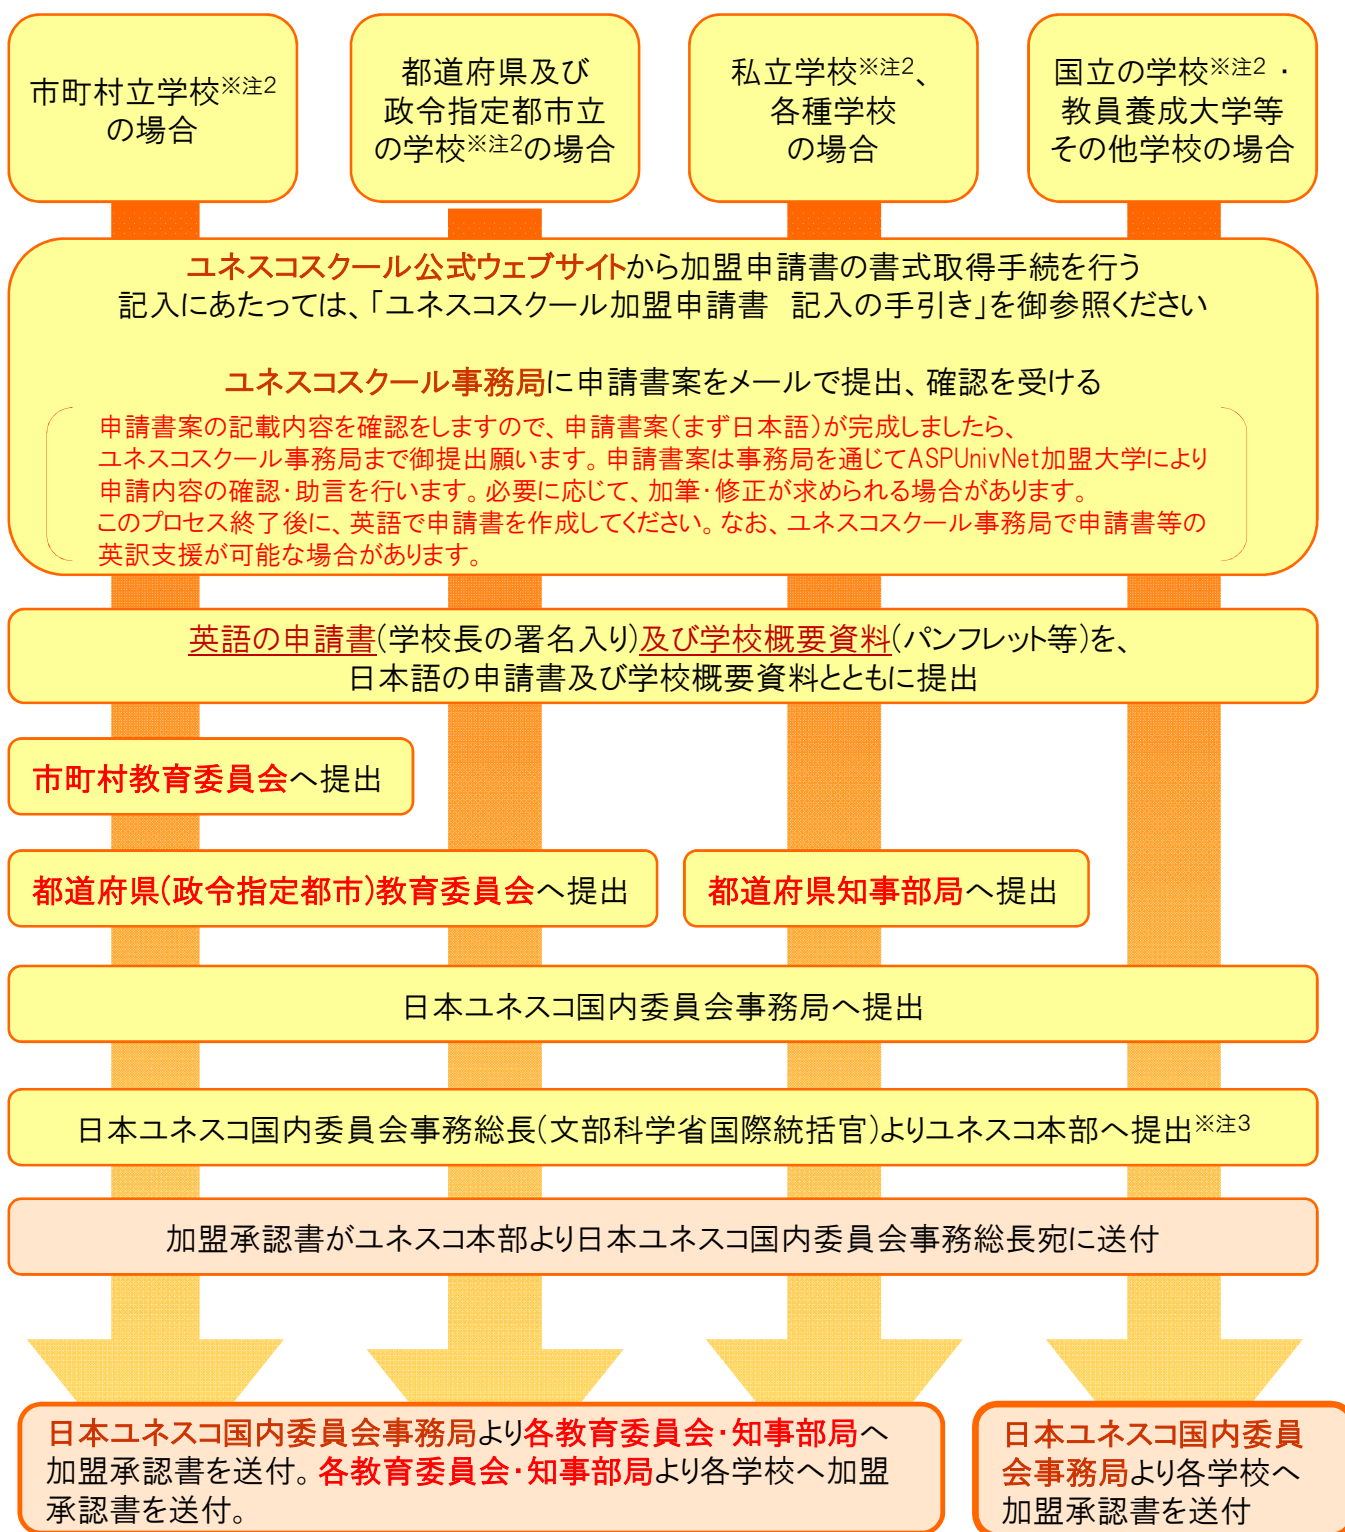 市町村立学校※注2
の場合
都道府県及び
政令指定都市立
の学校※注2の場合
私立学校※注2、
各種学校
の場合
国立の学校※注2・
教員養成大学等
その他学校の場合
ユネスコスクール公式ウェブサイトから加盟申請書の書式取得手続を行う
記入にあたっては、「ユネスコスクール加盟申請書　記入の手引き」を御参照ください
ユネスコスクール事務局に申請書案をメールで提出、確認を受ける
申請書案の記載内容を確認をしますので、申請書案(まず日本語)が完成しましたら、
ユネスコスクール事務局まで御提出願います。申請書案は事務局を通じてASPUnivNet加盟大学により
申請内容の確認・助言を行います。必要に応じて、加筆・修正が求められる場合があります。
このプロセス終了後に、英語で申請書を作成してください。なお、ユネスコスクール事務局で申請書等の
英訳支援が可能な場合があります。
英語の申請書(学校長の署名入り)及び学校概要資料(パンフレット等)を、
日本語の申請書及び学校概要資料とともに提出
市町村教育委員会へ提出
都道府県(政令指定都市)教育委員会へ提出
都道府県知事部局へ提出
日本ユネスコ国内委員会事務局へ提出
日本ユネスコ国内委員会事務総長(文部科学省国際統括官)よりユネスコ本部へ提出※注3
加盟承認書がユネスコ本部より日本ユネスコ国内委員会事務総長宛に送付
日本ユネスコ国内委員会事務局より各教育委員会・知事部局へ
加盟承認書を送付。各教育委員会・知事部局より各学校へ加盟
承認書を送付。
日本ユネスコ国内委員
会事務局より各学校へ
加盟承認書を送付